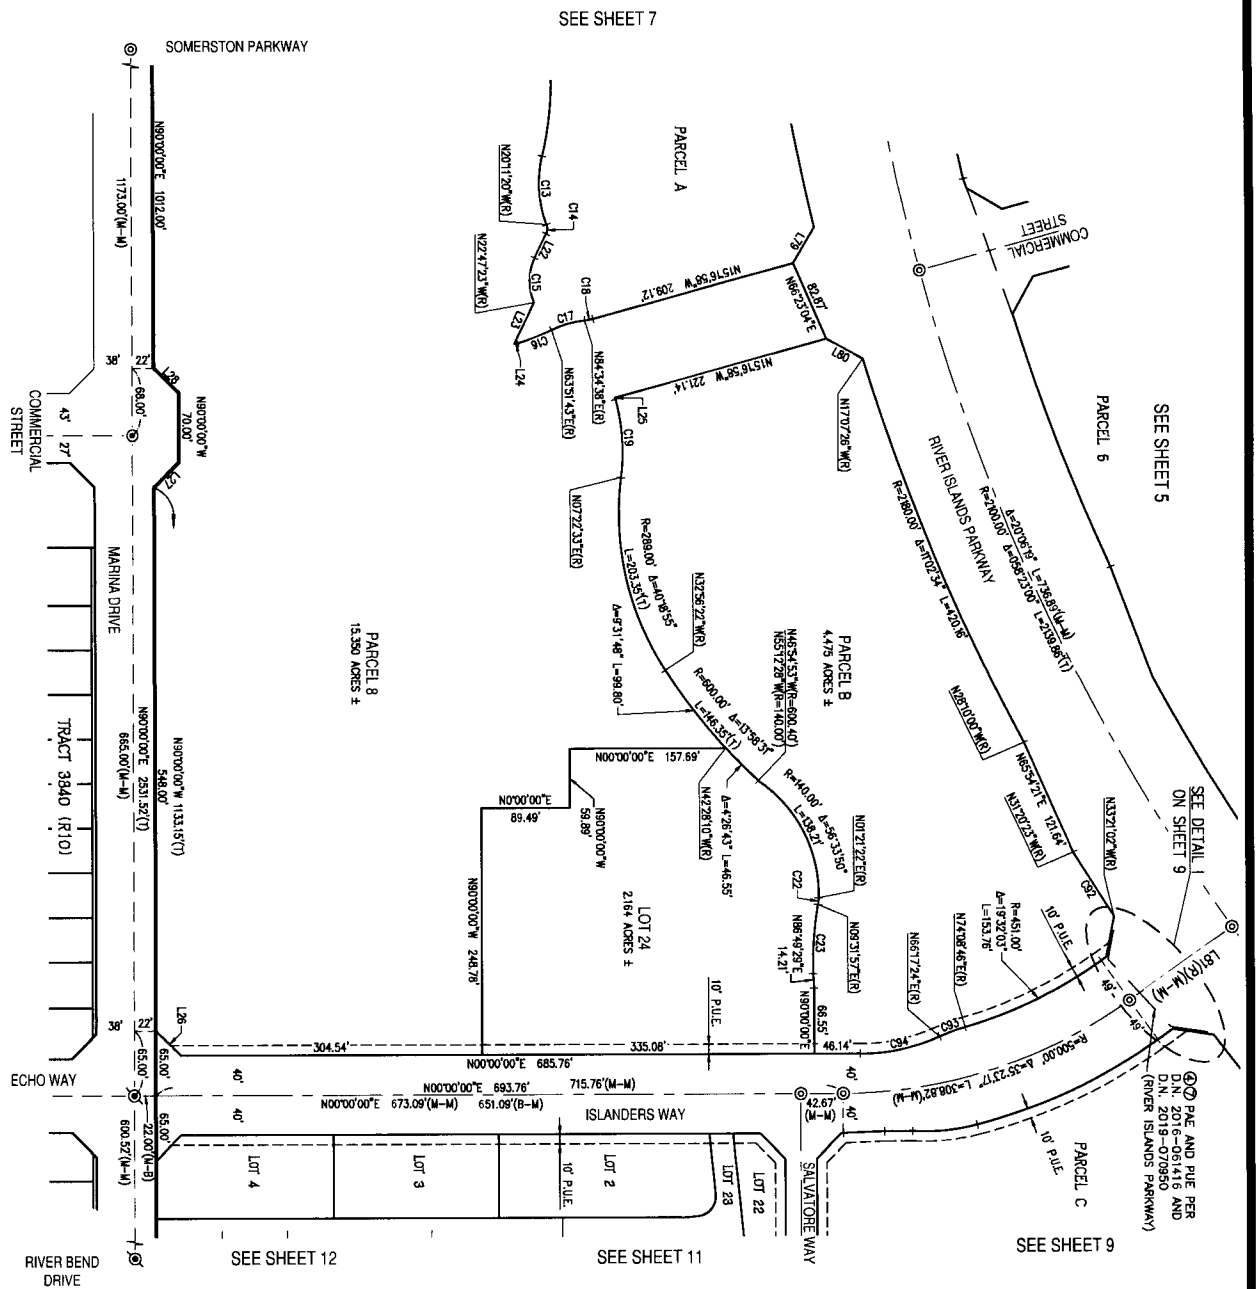 SEE SHEET 7
SOMERSTON PARKWAY
N90°00'00"E 1012.00'
1173.00'(M-M)
PARCEL A
N20°11'20"W(R)
C13
C14
L22
C15
N22°47'23"W(R)
L23
C16
L24
C17
C18
N15°16'58"W
209.12'
L79
82.87'
N66°23'04"E
L80
N15°16'58"W
221.14'
N84°34'38"E(R)
N63°51'43"E(R)
L25
C19
N07°22'33"E(R)
N17°07'26"W(R)
COMMERCIAL
STREET
PARCEL 6
SEE SHEET 5
RIVER ISLANDS PARKWAY
Δ=20°06'19" L=736.89'(M-M)
R=2100.00' Δ=058°23'00" L=2139.86'(T)
R=2180.00' Δ=11°02'34" L=420.16'
38'
22'
L28
68.00'
N90°00'00"W
70.00'
43'
27'
COMMERCIAL
STREET
L27
MARINA DRIVE
R=289.00' Δ=40°18'55"
L=203.35'(T)
N32°56'22"W(R)
Δ=9°31'48" L=99.80'
R=600.00' Δ=13°58'31"
L=146.35'(T)
N46°54'53"W(R=600.40')
N55°12'28"W(R=140.00')
PARCEL B
4.475 ACRES ±
PARCEL 8
15.350 ACRES ±
N28°10'00"W(R)
N65°54'21"E 121.64'
N31°20'23"W(R)
N33°21'02"W(R)
SEE DETAIL 1
ON SHEET 9
N00°00'00"E 157.69'
N90°00'00"W
59.89'
N0°00'00"E
89.49'
N42°28'10"W(R)
Δ=4°26'43" L=46.55'
R=140.00' Δ=56°33'50"
L=138.21'
N01°21'22"E(R)
C22
N09°31'57"E(R)
C23
N86°49'29"E
14.21'
N90°00'00"E
66.55'
TRACT 3840 (R10)
N90°00'00"E 2531.52'(T)
665.00'(M-M)
N90°00'00"W 1133.15'(T)
548.00'
N90°00'00"W 248.78'
LOT 24
2.164 ACRES ±
C92
10' P.U.E.
R=451.00'
Δ=19°32'03"
L=153.76'
N74°08'46"E(R)
N66°17'24"E(R)
C93
C94
L81(R)(M-M)
49'
49'
10' P.U.E.
L26
38'
22'
65.00'
65.00'
304.54'
335.08'
46.14'
N00°00'00"E 685.76'
R=500.00' Δ=35°23'17" L=308.82'(M-M)
ECHO WAY
40'
40'
N00°00'00"E 693.76' 715.76'(M-M)
N00°00'00"E 673.09'(M-M) 651.09'(B-M)
ISLANDERS WAY
42.67'
(M-M)
40'
40'
22.00'(M-B)
65.00'
600.52'(M-M)
LOT 4
LOT 3
LOT 2
10' P.U.E.
LOT 23
LOT 22
SALVATORE WAY
10' P.U.E.
PARCEL C
④⑦ PAE AND PUE PER
D.N. 2016-061416 AND
D.N. 2019-070950
(RIVER ISLANDS PARKWAY)
SEE SHEET 12
SEE SHEET 11
SEE SHEET 9
RIVER BEND
DRIVE